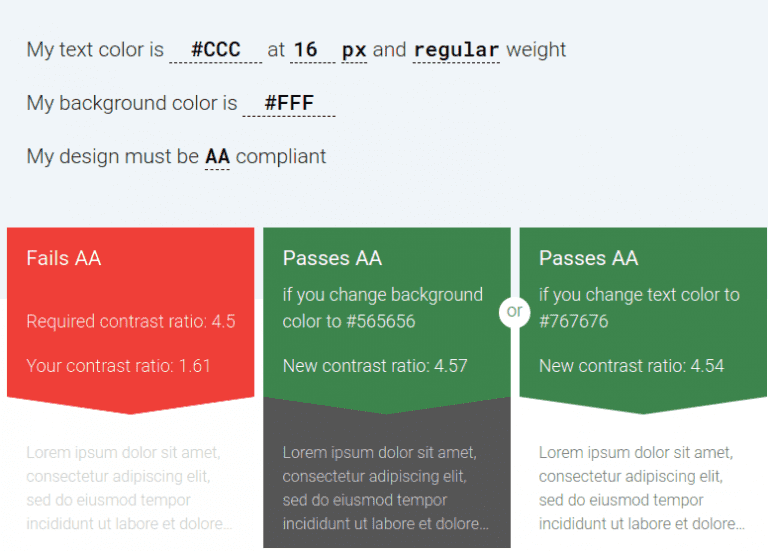 My text color is #CCC at 16 px and regular weight
My background color is #FFF
My design must be AA compliant
Fails AA
Required contrast ratio: 4.5
Your contrast ratio: 1.61
Lorem ipsum dolor sit amet,
consectetur adipiscing elit,
sed do eiusmod tempor
incididunt ut labore et dolore...
Passes AA
if you change background
color to #565656
New contrast ratio: 4.57
Lorem ipsum dolor sit amet,
consectetur adipiscing elit,
sed do eiusmod tempor
incididunt ut labore et dolore...
or
Passes AA
if you change text color to
#767676
New contrast ratio: 4.54
Lorem ipsum dolor sit amet,
consectetur adipiscing elit,
sed do eiusmod tempor
incididunt ut labore et dolore...